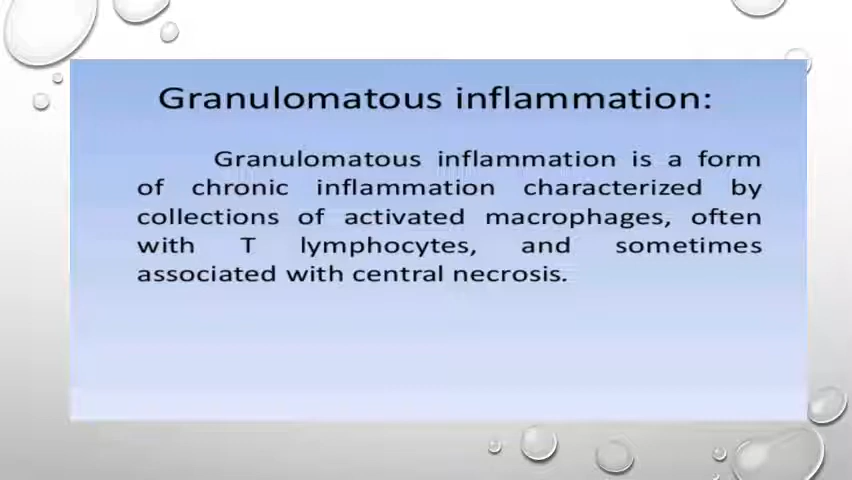 Granulomatous inflammation:
Granulomatous inflammation is a form
of chronic inflammation characterized by
collections of activated macrophages, often
with T lymphocytes, and sometimes
associated with central necrosis.